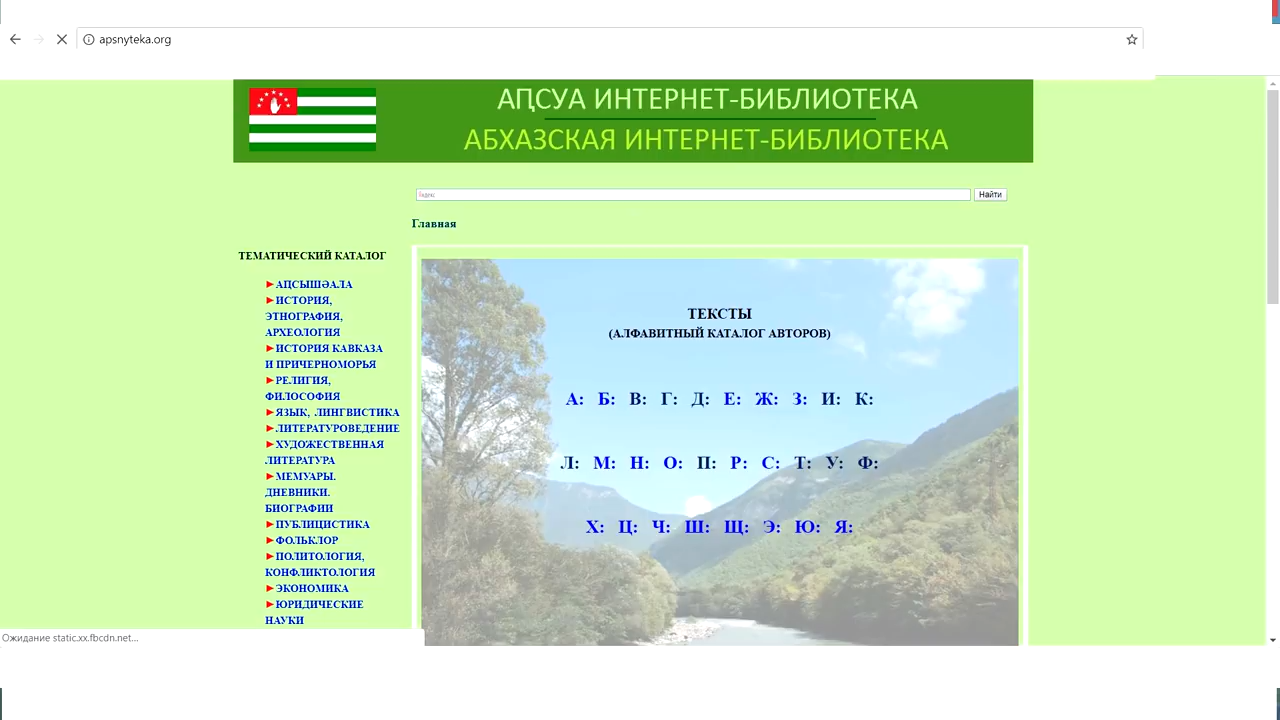 apsnyteka.org
АԤСУА ИНТЕРНЕТ-БИБЛИОТЕКА
АБХАЗСКАЯ ИНТЕРНЕТ-БИБЛИОТЕКА
Найти
Главная
ТЕМАТИЧЕСКИЙ КАТАЛОГ
►АԤСЫШӘАЛА
►ИСТОРИЯ,
ЭТНОГРАФИЯ,
АРХЕОЛОГИЯ
►ИСТОРИЯ КАВКАЗА
И ПРИЧЕРНОМОРЬЯ
►РЕЛИГИЯ,
ФИЛОСОФИЯ
►ЯЗЫК, ЛИНГВИСТИКА
►ЛИТЕРАТУРОВЕДЕНИЕ
►ХУДОЖЕСТВЕННАЯ
ЛИТЕРАТУРА
►МЕМУАРЫ.
ДНЕВНИКИ.
БИОГРАФИИ
►ПУБЛИЦИСТИКА
►ФОЛЬКЛОР
►ПОЛИТОЛОГИЯ,
КОНФЛИКТОЛОГИЯ
►ЭКОНОМИКА
►ЮРИДИЧЕСКИЕ
НАУКИ
ТЕКСТЫ
(АЛФАВИТНЫЙ КАТАЛОГ АВТОРОВ)
А: Б: В: Г: Д: Е: Ж: З: И: К:
Л: М: Н: О: П: Р: С: Т: У: Ф:
Х: Ц: Ч: Ш: Щ: Э: Ю: Я:
Ожидание static.xx.fbcdn.net...